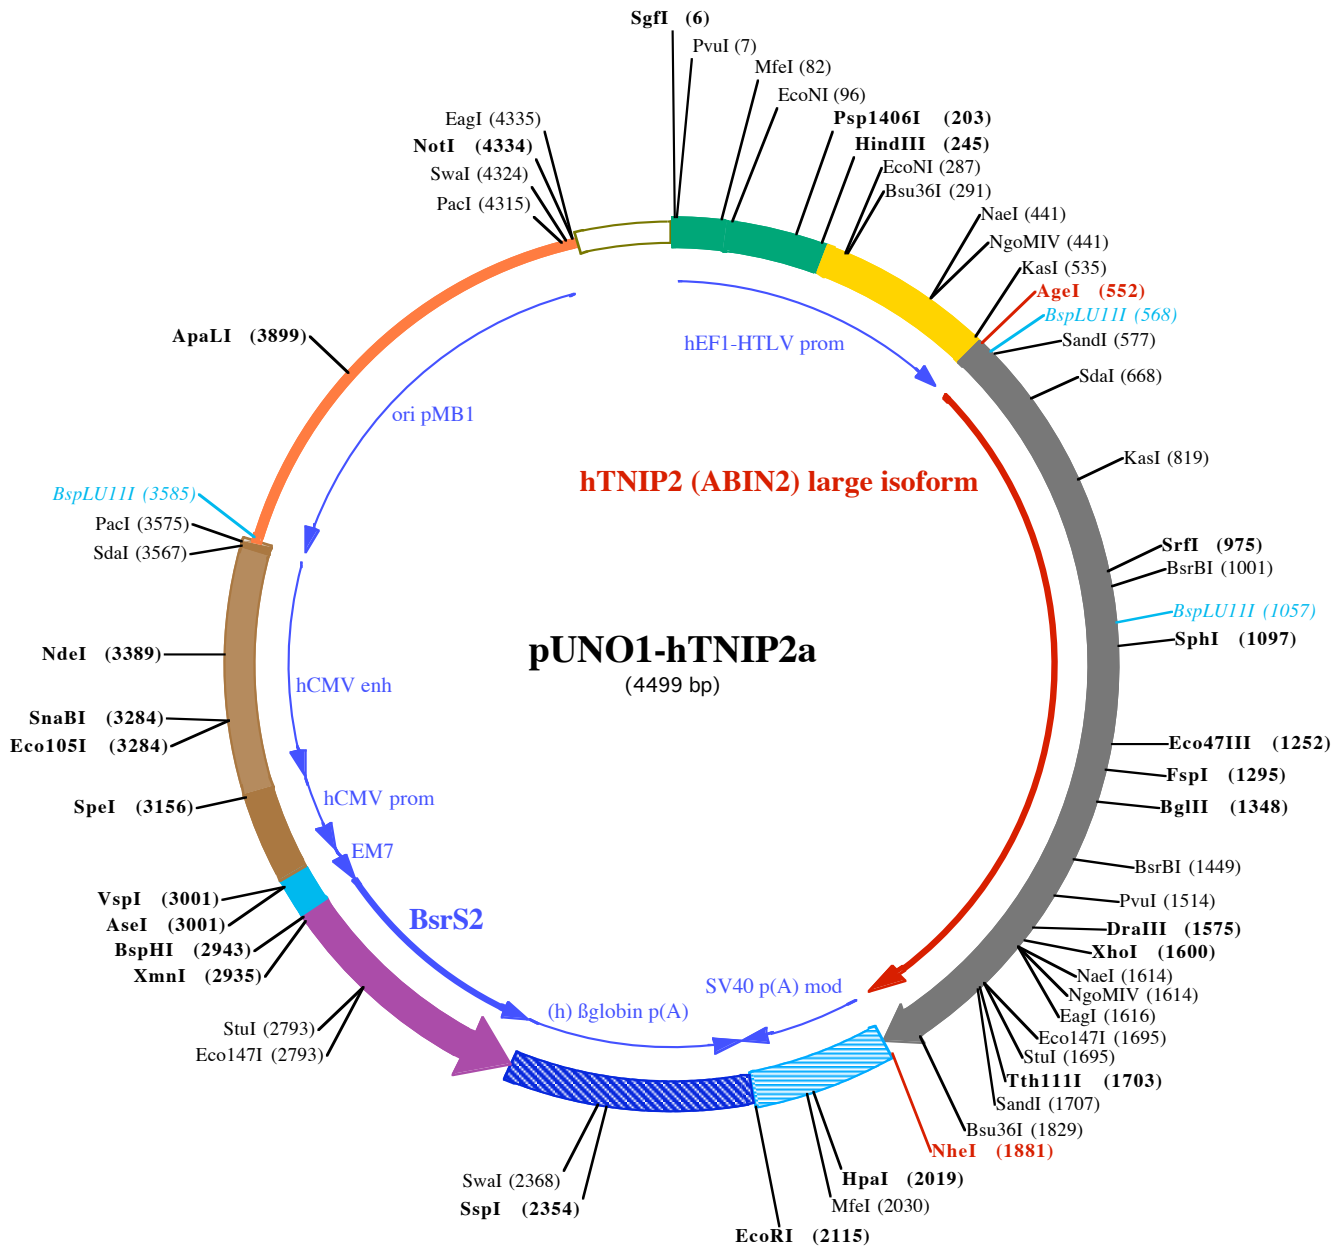 SgfI (6)
PvuI (7)
MfeI (82)
EcoNI (96)
Psp1406I (203)
HindIII (245)
EcoNI (287)
Bsu36I (291)
NaeI (441)
NgoMIV (441)
KasI (535)
AgeI (552)
BspLU11I (568)
SandI (577)
SdaI (668)
KasI (819)
SrfI (975)
BsrBI (1001)
BspLU11I (1057)
SphI (1097)
Eco47III (1252)
FspI (1295)
BglII (1348)
BsrBI (1449)
PvuI (1514)
DraIII (1575)
XhoI (1600)
NaeI (1614)
NgoMIV (1614)
EagI (1616)
Eco147I (1695)
StuI (1695)
Tth111I (1703)
SandI (1707)
Bsu36I (1829)
NheI (1881)
HpaI (2019)
MfeI (2030)
EcoRI (2115)
SspI (2354)
SwaI (2368)
Eco147I (2793)
StuI (2793)
XmnI (2935)
BspHI (2943)
AseI (3001)
VspI (3001)
SpeI (3156)
Eco105I (3284)
SnaBI (3284)
NdeI (3389)
SdaI (3567)
PacI (3575)
BspLU11I (3585)
ApaLI (3899)
PacI (4315)
SwaI (4324)
NotI (4334)
EagI (4335)
hEF1-HTLV prom
hTNIP2 (ABIN2) large isoform
pUNO1-hTNIP2a
(4499 bp)
SV40 p(A) mod
(h) ßglobin p(A)
BsrS2
EM7
hCMV prom
hCMV enh
ori pMB1